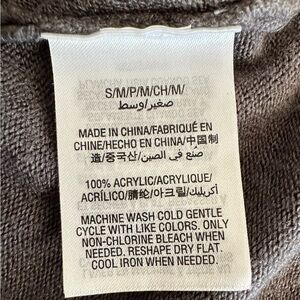 S/M/P/M/CH/M/
صغير/وسط
MADE IN CHINA/FABRIQUÉ EN
CHINE/HECHO EN CHINA/中国制
造/중국산/صنع في الصين/
100% ACRYLIC/ACRYLIQUE/
ACRÍLICO/腈纶/아크릴/أكريليك
MACHINE WASH COLD GENTLE
CYCLE WITH LIKE COLORS. ONLY
NON-CHLORINE BLEACH WHEN
NEEDED. RESHAPE DRY FLAT.
COOL IRON WHEN NEEDED.